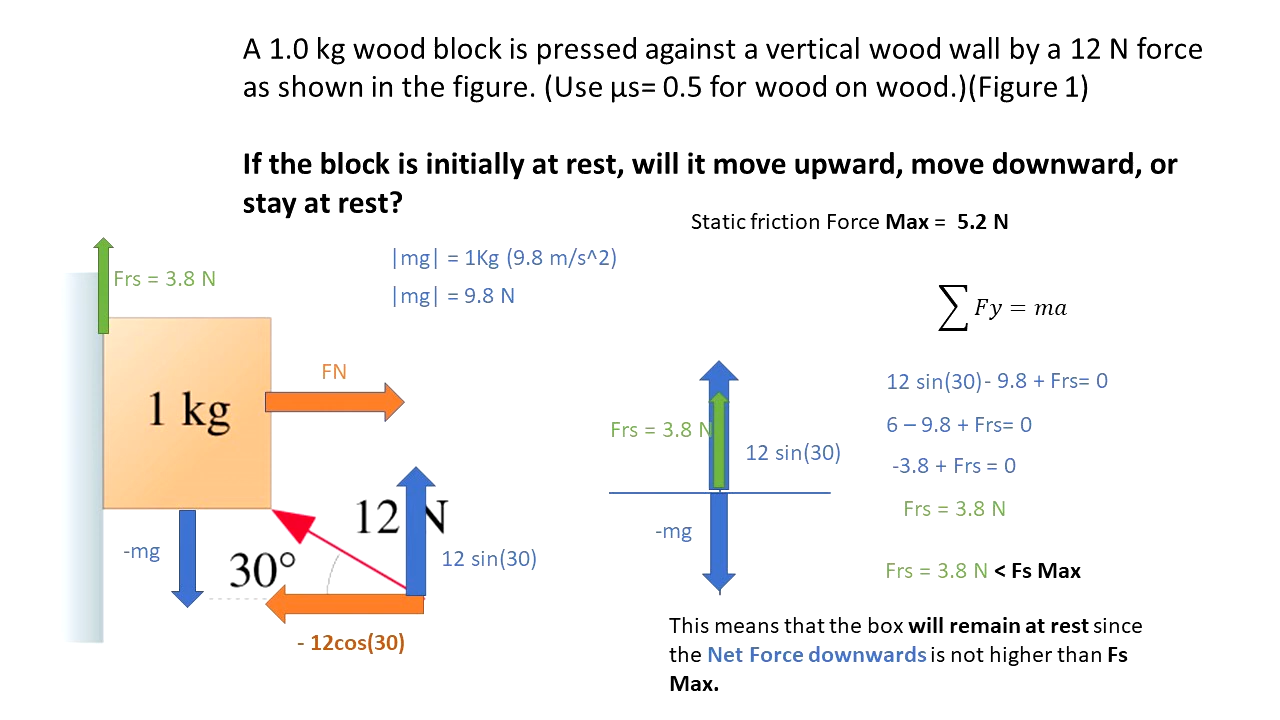 A 1.0 kg wood block is pressed against a vertical wood wall by a 12 N force
as shown in the figure. (Use μs= 0.5 for wood on wood.)(Figure 1)
If the block is initially at rest, will it move upward, move downward, or
stay at rest?
Static friction Force Max = 5.2 N
|mg| = 1Kg (9.8 m/s^2)
|mg| = 9.8 N
Frs = 3.8 N
1 kg
FN
-mg
30°
12 N
12 sin(30)
- 12cos(30)
Frs = 3.8 N
12 sin(30)
-mg
∑ Fy = ma
12 sin(30)- 9.8 + Frs= 0
6 – 9.8 + Frs= 0
-3.8 + Frs = 0
Frs = 3.8 N
Frs = 3.8 N < Fs Max
This means that the box will remain at rest since
the Net Force downwards is not higher than Fs
Max.